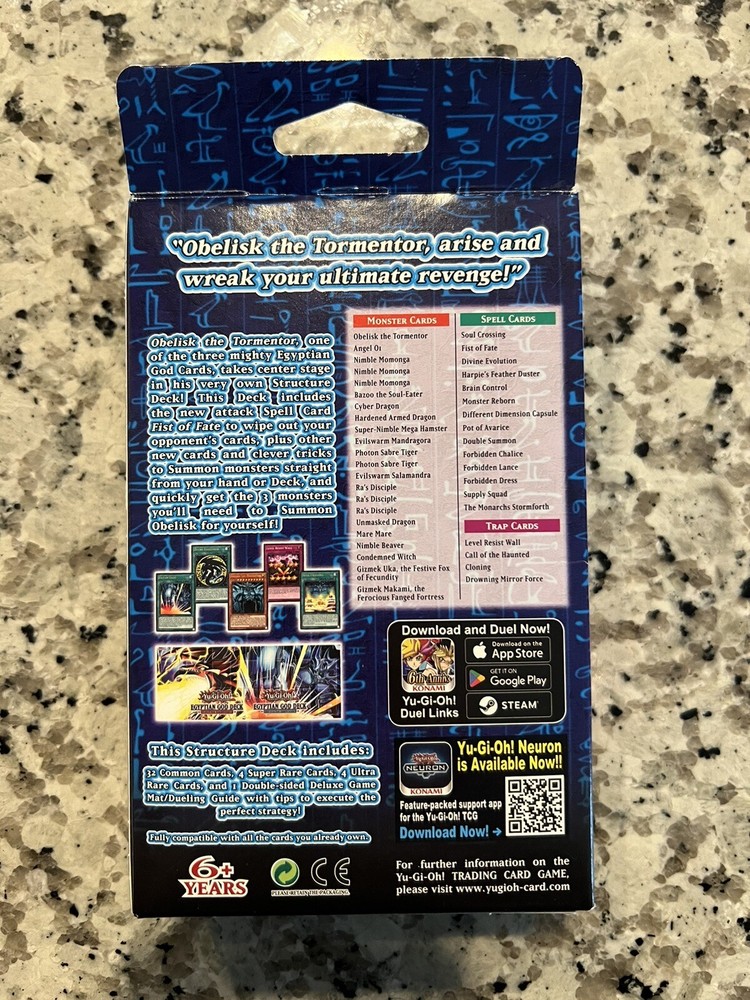 "Obelisk the Tormentor, arise and
wreak your ultimate revenge!"
Obelisk the Tormentor, one
of the three mighty Egyptian
God Cards, takes center stage
in his very own Structure
Deck! This Deck includes
the new attack Spell Card
Fist of Fate to wipe out your
opponent's cards, plus other
new cards and clever tricks
to Summon monsters straight
from your hand or Deck, and
quickly get the 3 monsters
you'll need to Summon
Obelisk for yourself!
MONSTER CARDS
Obelisk the Tormentor
Angel O1
Nimble Momonga
Nimble Momonga
Nimble Momonga
Bazoo the Soul-Eater
Cyber Dragon
Hardened Armed Dragon
Super-Nimble Mega Hamster
Evilswarm Mandragora
Photon Sabre Tiger
Photon Sabre Tiger
Evilswarm Salamandra
Ra's Disciple
Ra's Disciple
Ra's Disciple
Unmasked Dragon
Mare Mare
Nimble Beaver
Condemned Witch
Gizmek Uka, the Festive Fox
of Fecundity
Gizmek Makami, the
Ferocious Fanged Fortress
SPELL CARDS
Soul Crossing
Fist of Fate
Divine Evolution
Harpie's Feather Duster
Brain Control
Monster Reborn
Different Dimension Capsule
Pot of Avarice
Double Summon
Forbidden Chalice
Forbidden Lance
Forbidden Dress
Supply Squad
The Monarchs Stormforth
TRAP CARDS
Level Resist Wall
Call of the Haunted
Cloning
Drowning Mirror Force
Yu-Gi-Oh!
EGYPTIAN GOD DECK
Yu-Gi-Oh!
EGYPTIAN GOD DECK
Download and Duel Now!
6th Anniv.
KONAMI
Yu-Gi-Oh!
Duel Links
Download on the
App Store
GET IT ON
Google Play
STEAM
This Structure Deck includes:
32 Common Cards, 4 Super Rare Cards, 4 Ultra
Rare Cards, and 1 Double-sided Deluxe Game
Mat/Dueling Guide with tips to execute the
perfect strategy!
Fully compatible with all the cards you already own.
Yu-Gi-Oh!
NEURON
KONAMI
Yu-Gi-Oh! Neuron
is Available Now!!
Feature-packed support app
for the Yu-Gi-Oh! TCG
Download Now! →
6+
YEARS
CE
PLEASE RETAIN THE PACKAGING
For further information on the
Yu-Gi-Oh! TRADING CARD GAME,
please visit www.yugioh-card.com